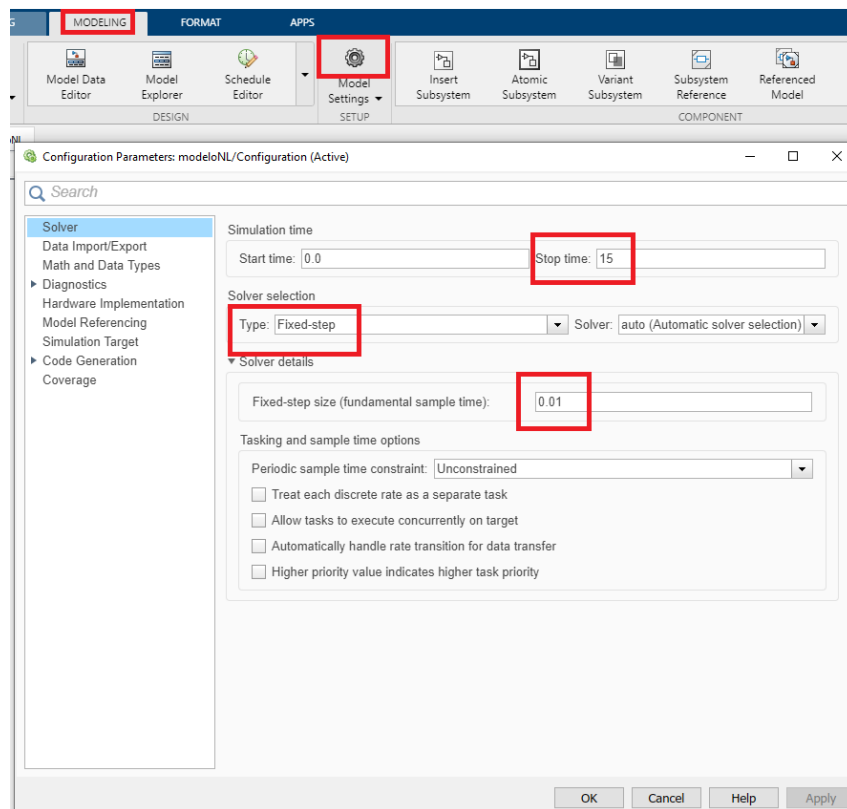 G MODELING FORMAT APPS
Model Data Editor
Model Explorer
Schedule Editor
Model Settings
Insert Subsystem
Atomic Subsystem
Variant Subsystem
Subsystem Reference
Referenced Model
DESIGN SETUP COMPONENT
oNL
Configuration Parameters: modeloNL/Configuration (Active)
Search
Solver
Data Import/Export
Math and Data Types
Diagnostics
Hardware Implementation
Model Referencing
Simulation Target
Code Generation
Coverage
Simulation time
Start time: 0.0 Stop time: 15
Solver selection
Type: Fixed-step Solver: auto (Automatic solver selection)
Solver details
Fixed-step size (fundamental sample time): 0.01
Tasking and sample time options
Periodic sample time constraint: Unconstrained
Treat each discrete rate as a separate task
Allow tasks to execute concurrently on target
Automatically handle rate transition for data transfer
Higher priority value indicates higher task priority
OK Cancel Help Apply